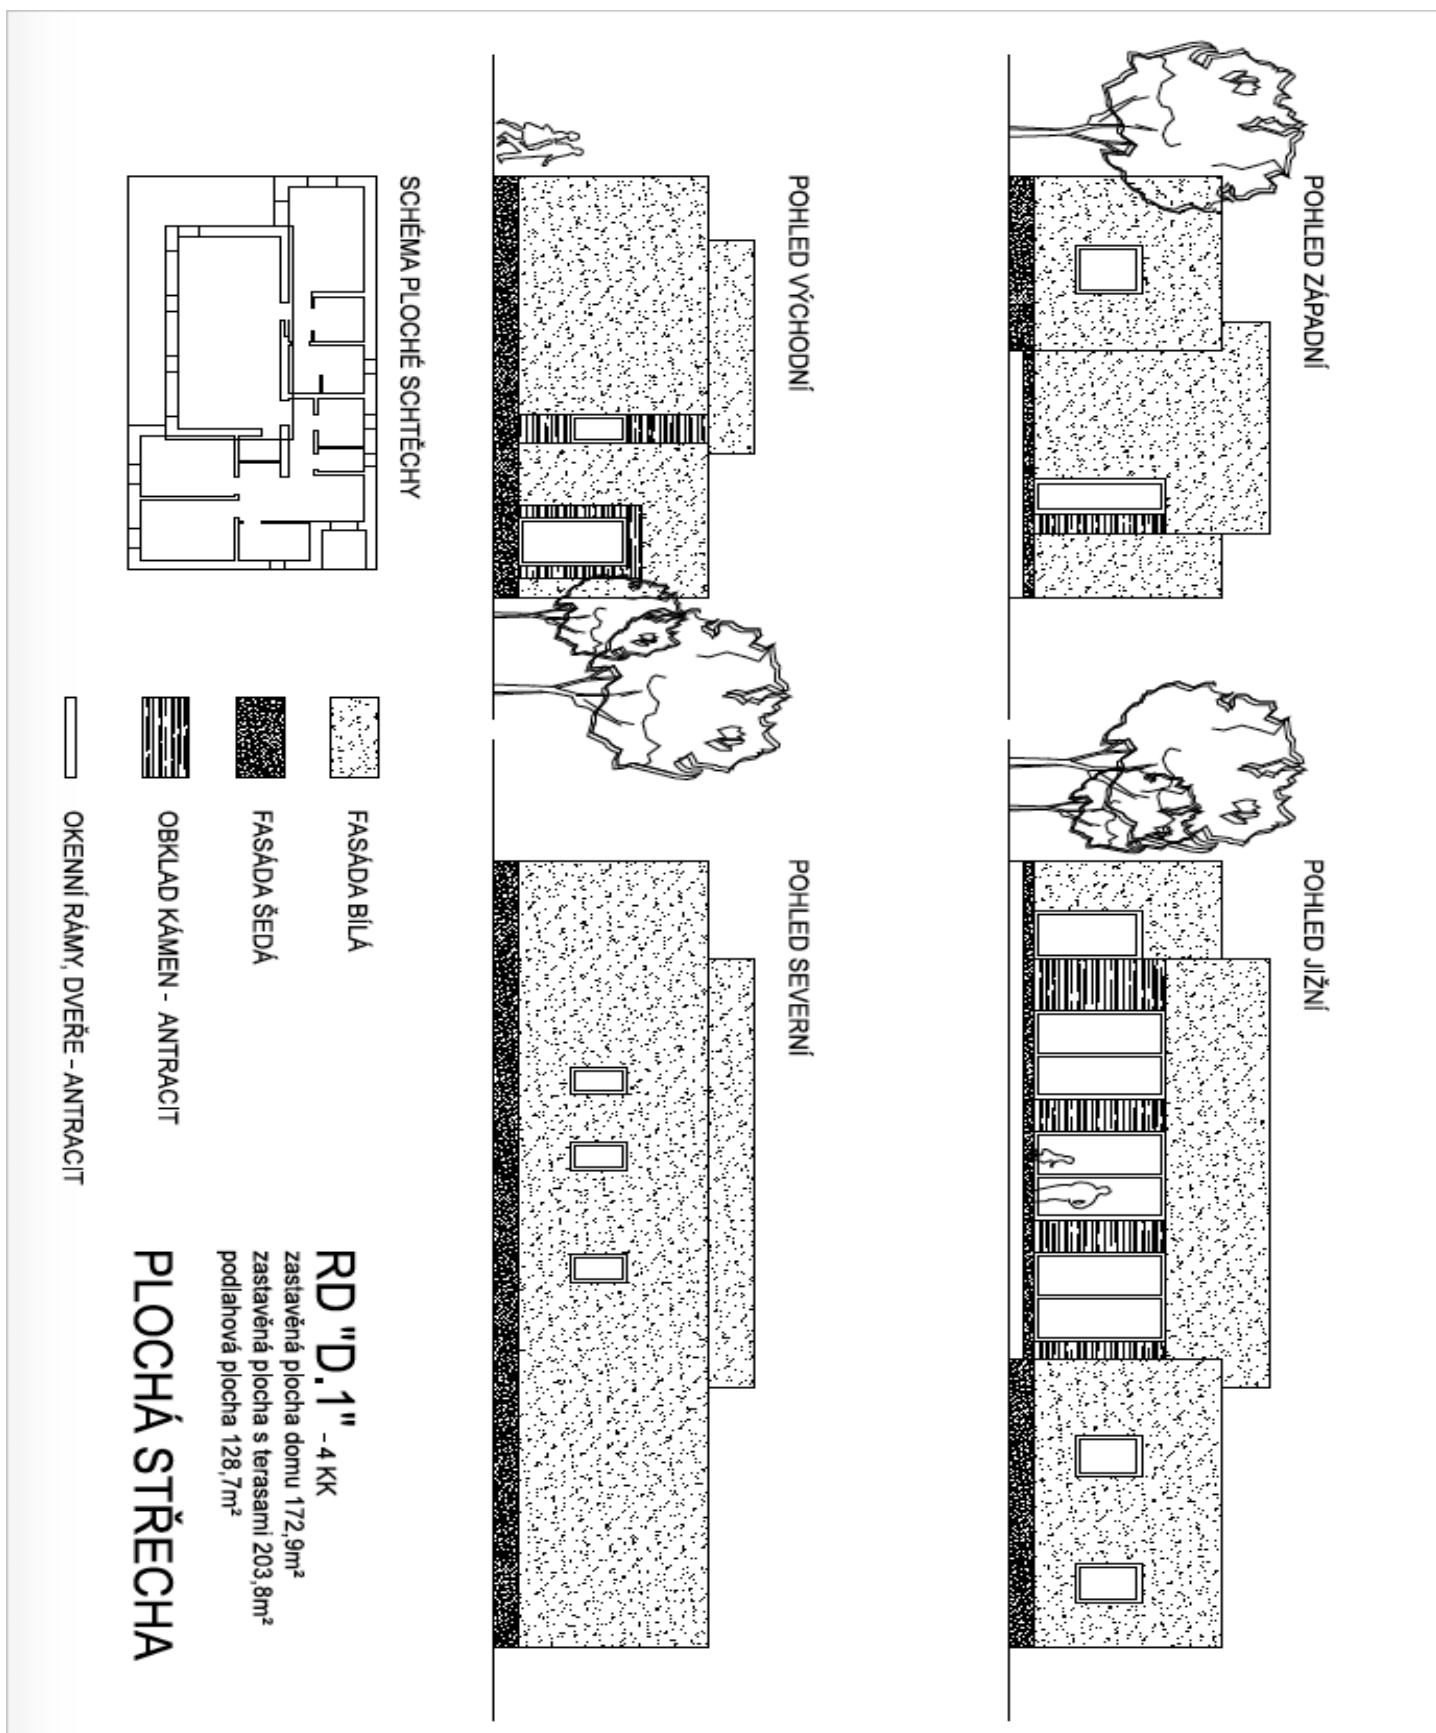 POHLED ZÁPADNÍ
POHLED JIŽNÍ
POHLED VÝCHODNÍ
POHLED SEVERNÍ
SCHÉMA PLOCHÉ SCHTĚCHY
FASÁDA BÍLÁ
FASÁDA ŠEDÁ
OBKLAD KÁMEN - ANTRACIT
OKENNÍ RÁMY, DVEŘE - ANTRACIT
RD "D.1" - 4 KK
zastavěná plocha domu 172,9m²
zastavěná plocha s terasami 203,8m²
podlahová plocha 128,7m²
PLOCHÁ STŘECHA